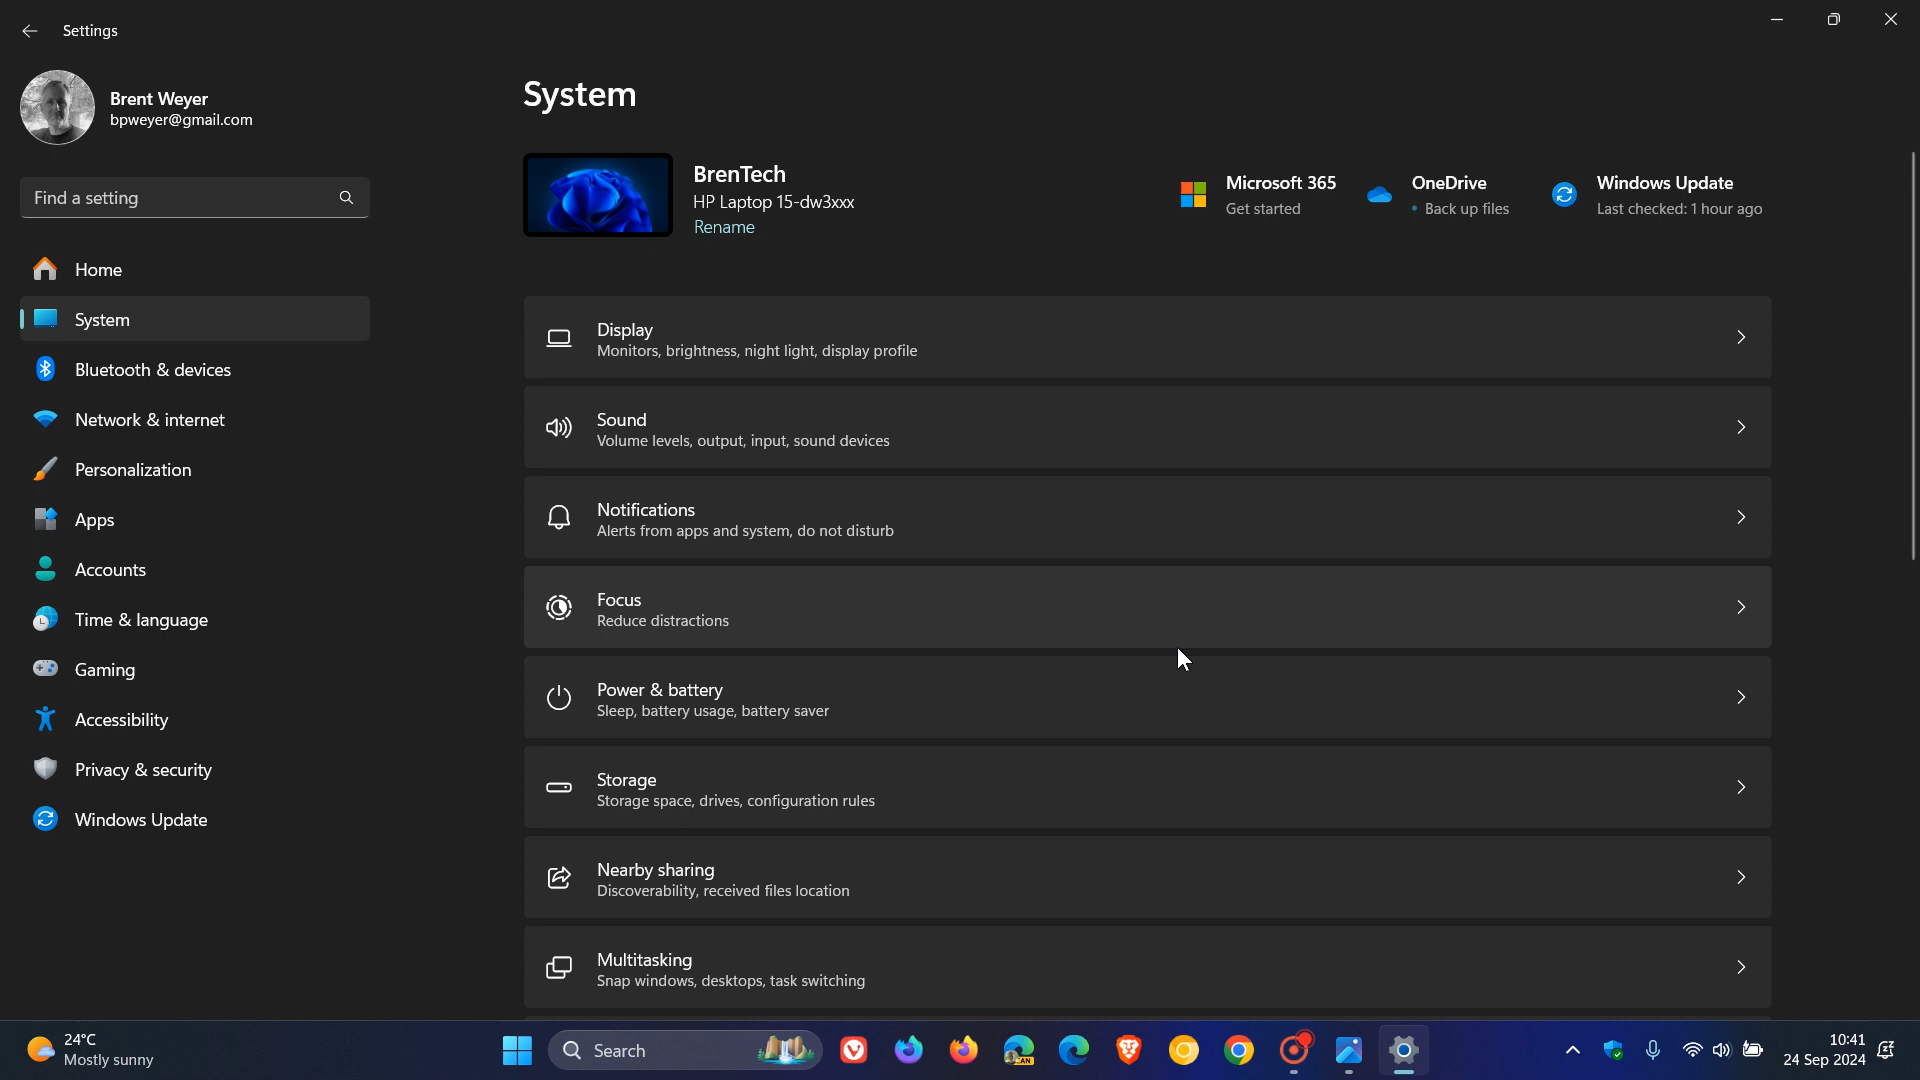 Settings
Brent Weyer
bpweyer@gmail.com
Find a setting
Home
System
Bluetooth & devices
Network & internet
Personalization
Apps
Accounts
Time & language
Gaming
Accessibility
Privacy & security
Windows Update
System
BrenTech
HP Laptop 15-dw3xxx
Rename
Microsoft 365
Get started
OneDrive
• Back up files
Windows Update
Last checked: 1 hour ago
Display
Monitors, brightness, night light, display profile
Sound
Volume levels, output, input, sound devices
Notifications
Alerts from apps and system, do not disturb
Focus
Reduce distractions
Power & battery
Sleep, battery usage, battery saver
Storage
Storage space, drives, configuration rules
Nearby sharing
Discoverability, received files location
Multitasking
Snap windows, desktops, task switching
24°C
Mostly sunny
Search
CAN
10:41
24 Sep 2024